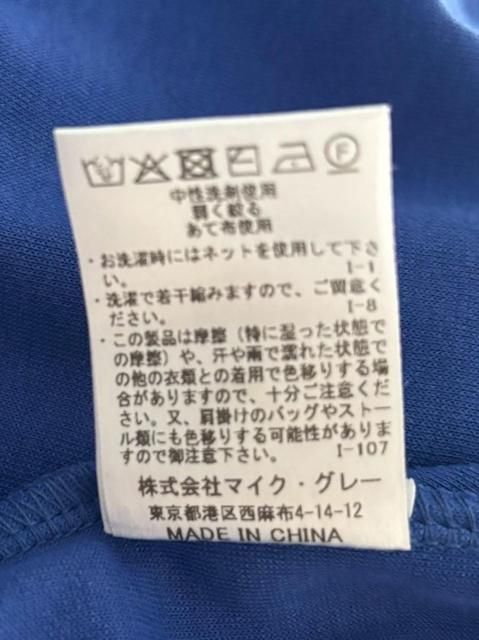 F
中性洗剤使用
弱く絞る
あて布使用
・お洗濯時にはネットを使用して下さ
い。 I-1
・洗濯で若干縮みますので、ご留意く
ださい。 I-8
・この製品は摩擦（特に湿った状態で
の摩擦）や、汗や雨で濡れた状態で
の他の衣類との着用で色移りする場
合がありますので、十分ご注意くだ
さい。又、肩掛けのバッグやストー
ル類にも色移りする可能性がありま
すので御注意下さい。 I-107
株式会社マイク・グレー
東京都港区西麻布4-14-12
MADE IN CHINA